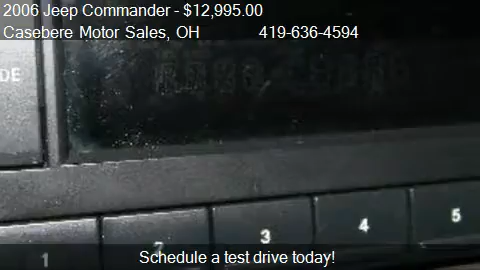 2006 Jeep Commander - $12,995.00
Casebere Motor Sales, OH 419-636-4594
DE
1 2 3 4 5
Schedule a test drive today!